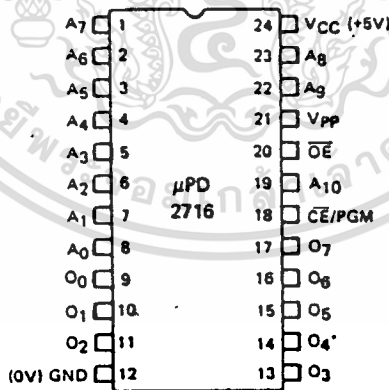 A7 1 24 VCC (+5V)
A6 2 23 A8
A5 3 22 A9
A4 4 21 VPP
A3 5 20 OE
A2 6 μPD 19 A10
A1 7 2716 18 CE/PGM
A0 8 17 O7
O0 9 16 O6
O1 10 15 O5
O2 11 14 O4
(0V) GND 12 13 O3